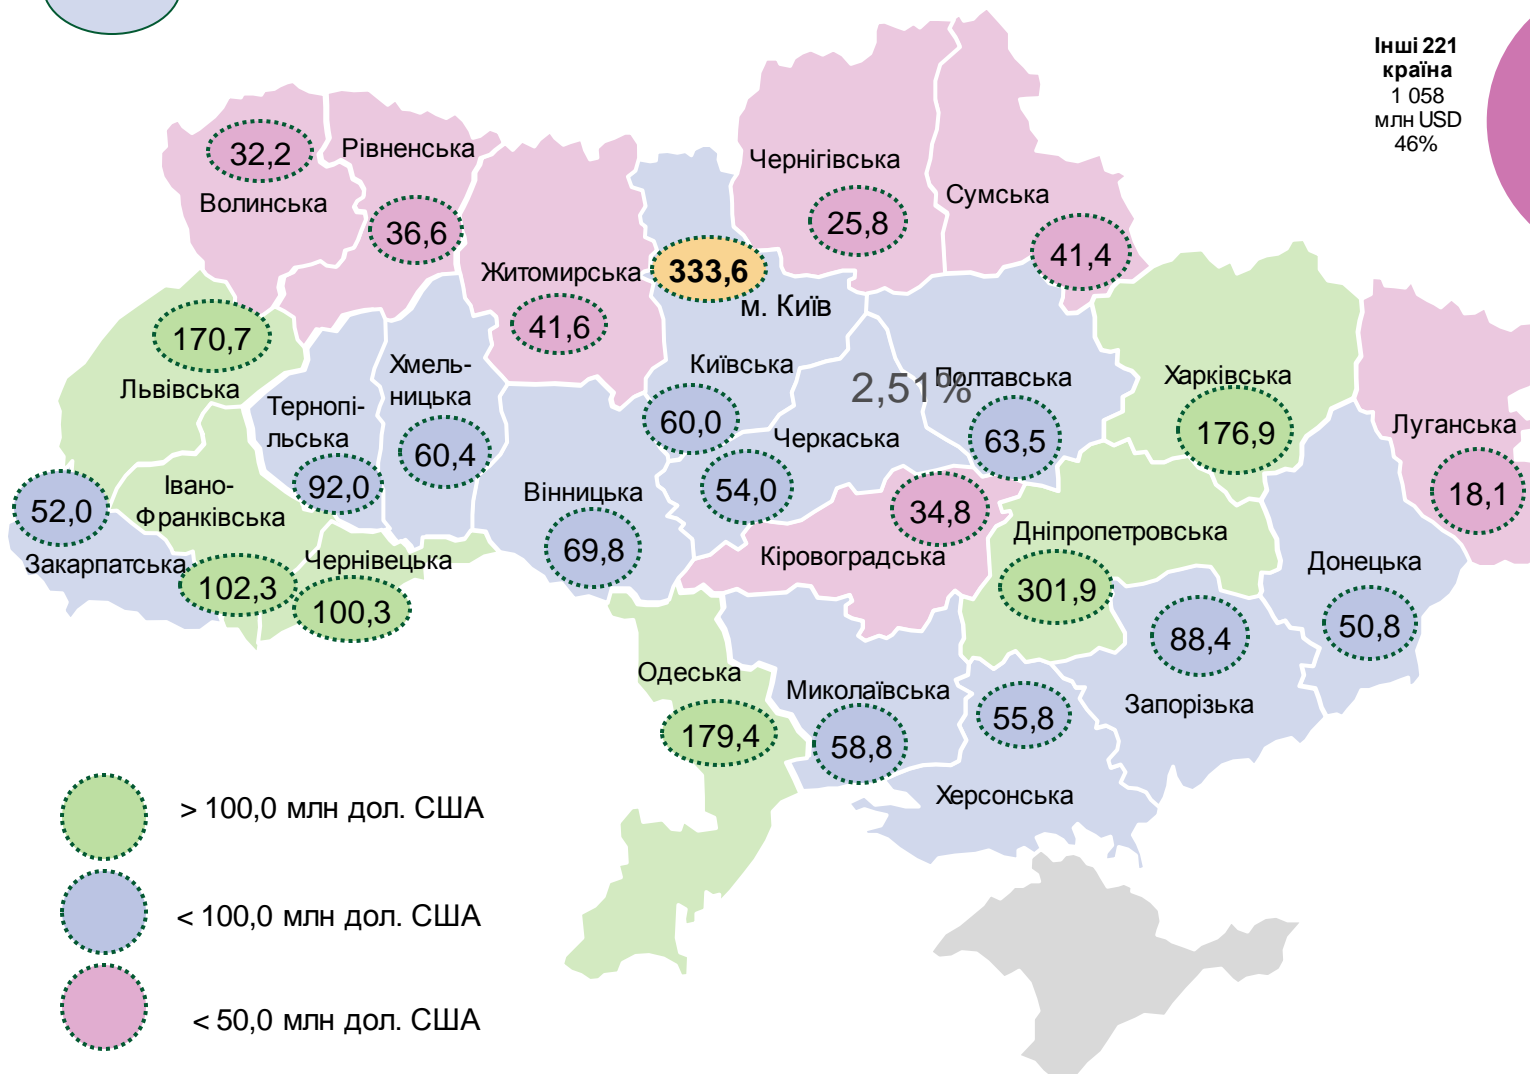 Інші 221
країна
1 058
млн USD
46%
32,2
Волинська
Рівненська
36,6
Житомирська
41,6
333,6
м. Київ
Чернігівська
25,8
Сумська
41,4
170,7
Львівська
Тернопі-
льська
92,0
Хмель-
ницька
60,4
Київська
60,0
2,51%
Полтавська
63,5
Черкаська
54,0
Харківська
176,9
Луганська
18,1
52,0
Закарпатська
Івано-
Франківська
102,3
Чернівецька
100,3
Вінницька
69,8
34,8
Кіровоградська
Дніпропетровська
301,9
Донецька
50,8
88,4
Запорізька
Одеська
179,4
Миколаївська
58,8
55,8
Херсонська
> 100,0 млн дол. США
< 100,0 млн дол. США
< 50,0 млн дол. США